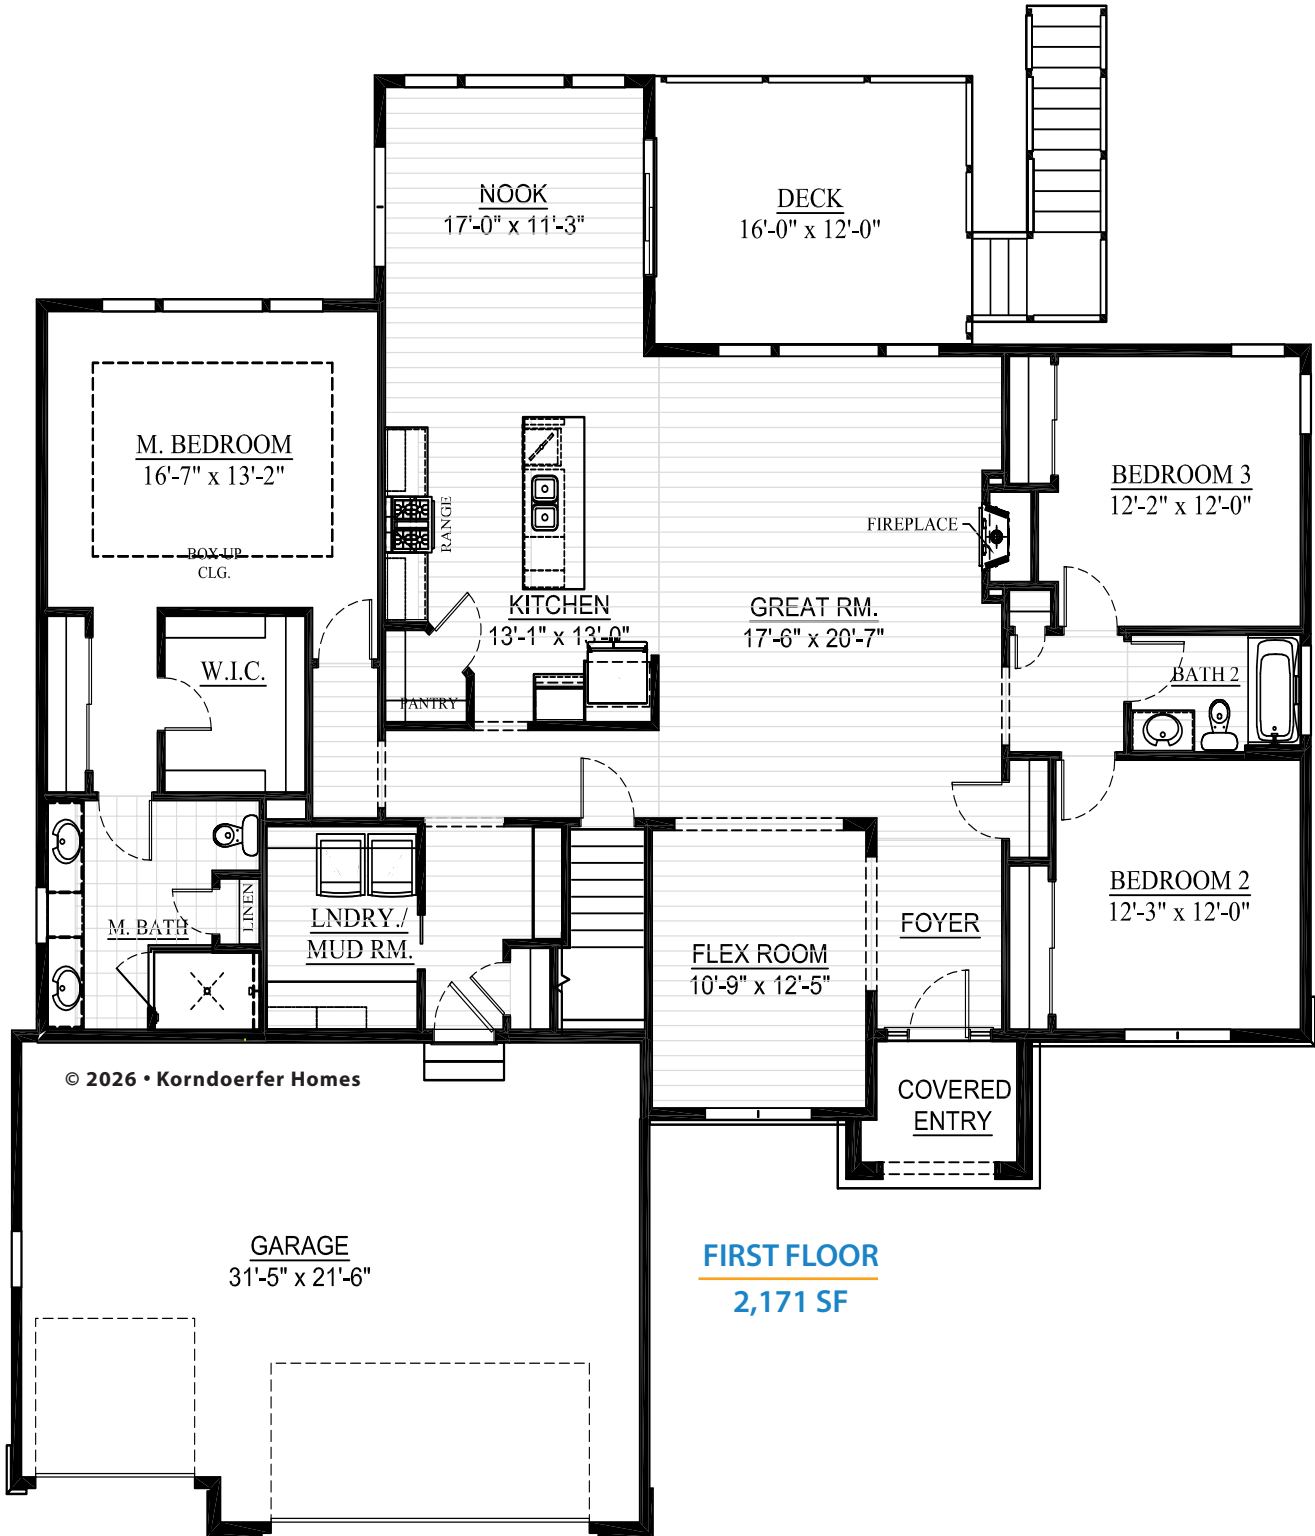 NOOK
17'-0" x 11'-3"
DECK
16'-0" x 12'-0"
M. BEDROOM
16'-7" x 13'-2"
BOX-UP
CLG.
RANGE
BEDROOM 3
12'-2" x 12'-0"
FIREPLACE
KITCHEN
13'-1" x 13'-0"
GREAT RM.
17'-6" x 20'-7"
W.I.C.
PANTRY
BATH 2
LINEN
M. BATH
LNDRY./
MUD RM.
BEDROOM 2
12'-3" x 12'-0"
FOYER
FLEX ROOM
10'-9" x 12'-5"
© 2026 • Korndoerfer Homes
COVERED
ENTRY
GARAGE
31'-5" x 21'-6"
FIRST FLOOR
2,171 SF